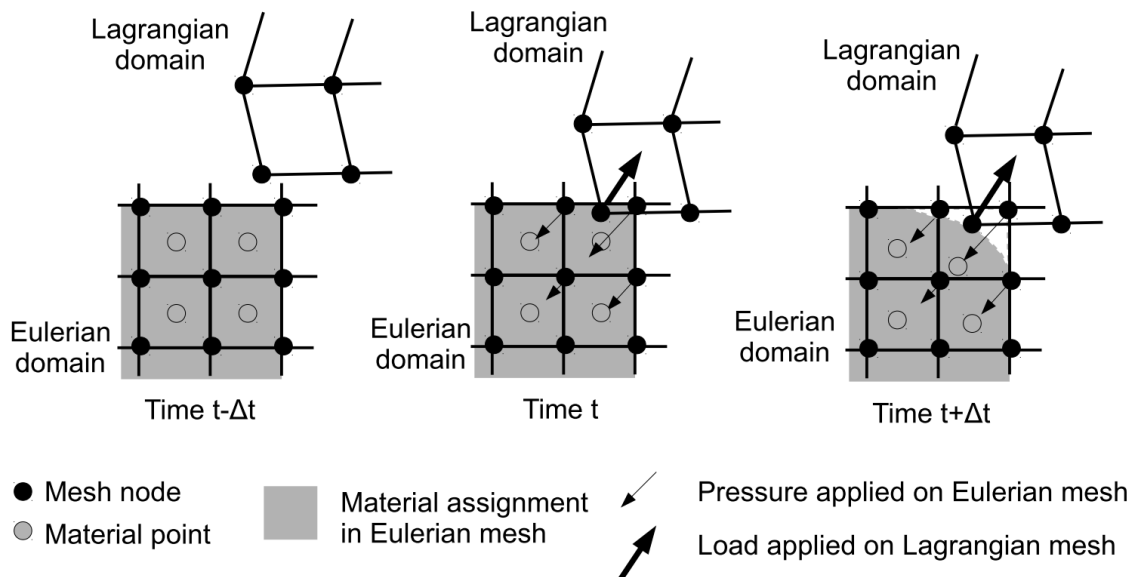 Lagrangian
domain
Eulerian
domain
Time t-Δt
Lagrangian
domain
Eulerian
domain
Time t
Lagrangian
domain
Eulerian
domain
Time t+Δt
Mesh node
Material point
Material assignment
in Eulerian mesh
Pressure applied on Eulerian mesh
Load applied on Lagrangian mesh